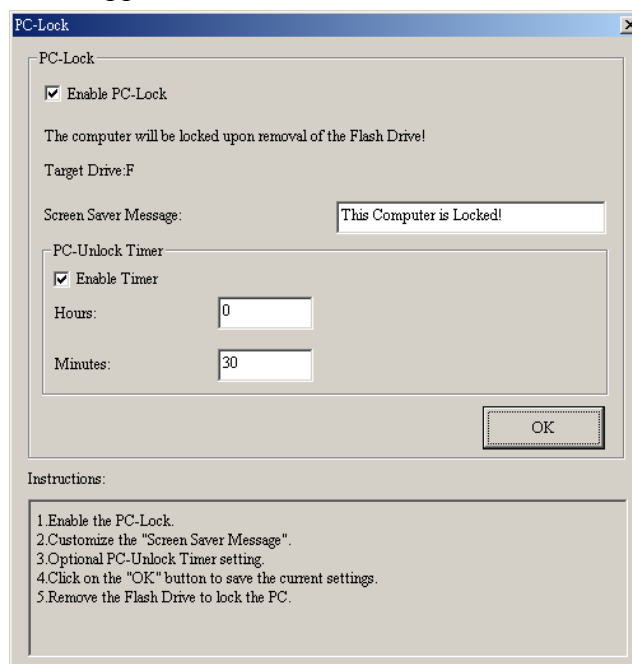 PC-Lock
PC-Lock
Enable PC-Lock
The computer will be locked upon removal of the Flash Drive!
Target Drive:F
Screen Saver Message: This Computer is Locked!
PC-Unlock Timer
Enable Timer
Hours: 0
Minutes: 30
OK
Instructions:
1.Enable the PC-Lock.
2.Customize the "Screen Saver Message".
3.Optional PC-Unlock Timer setting.
4.Click on the "OK" button to save the current settings.
5.Remove the Flash Drive to lock the PC.